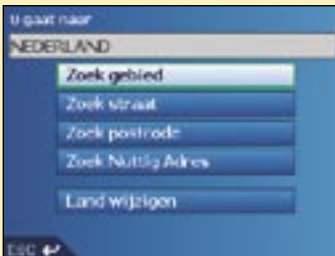 U gaat naar
NEDERLAND
Zoek gebied
Zoek straat
Zoek postcode
Zoek Nuttig Adres
Land wijzigen
ESC